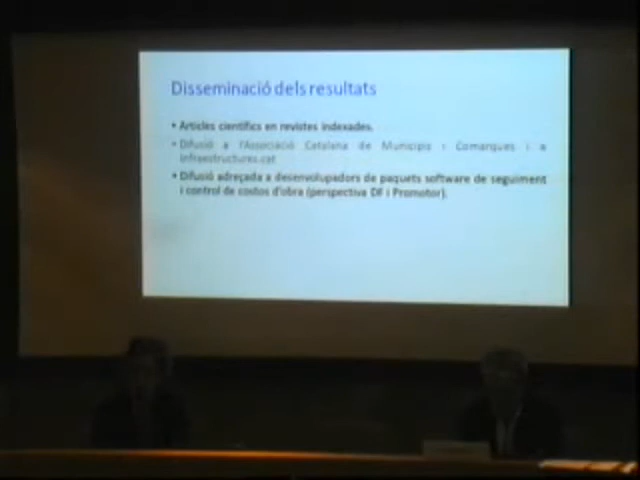 Disseminació dels resultats
• Articles científics en revistes indexades.
• Difusió a l'Associació Catalana de Municipis i Comarques i a
Infraestructures.cat
• Difusió adreçada a desenvolupadors de paquets software de seguiment
i control de costos d'obra (perspectiva DF i Promotor).